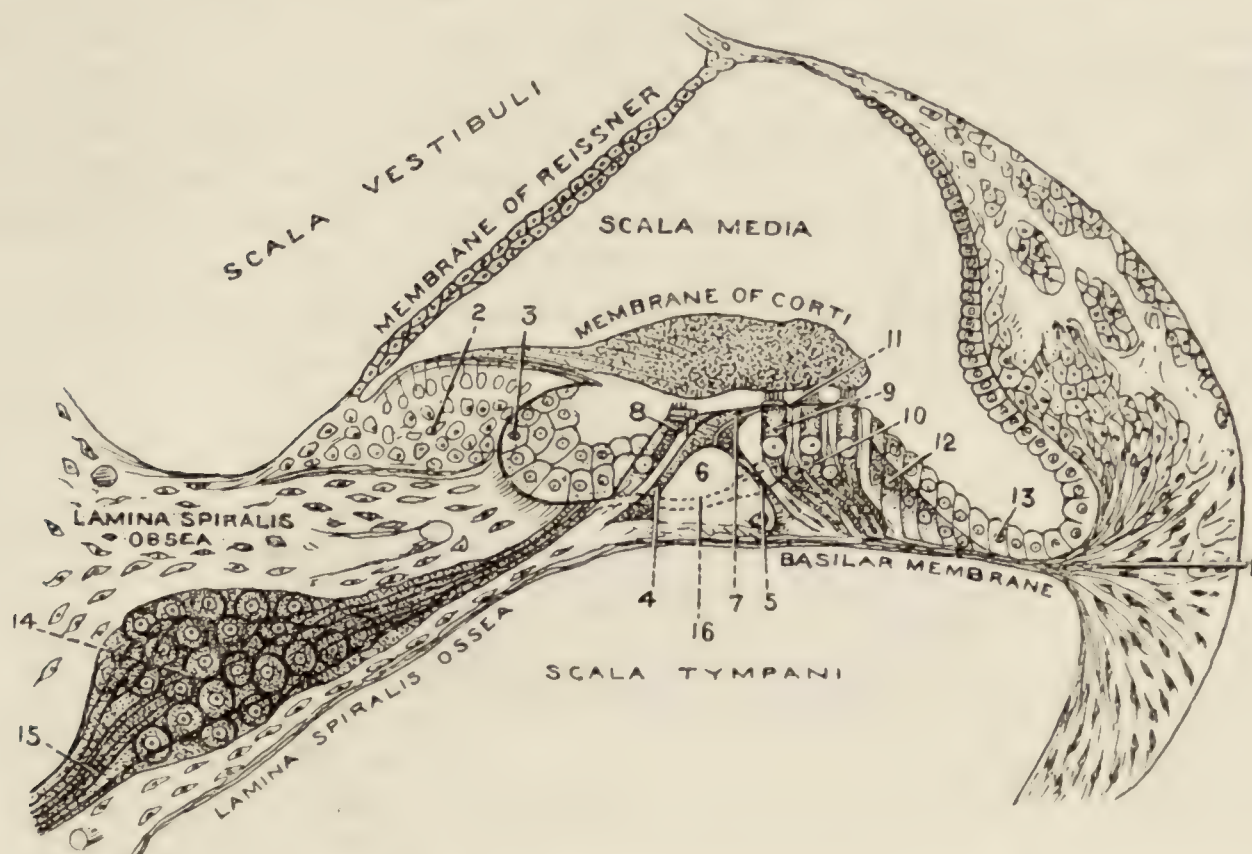 SCALA VESTIBULI
MEMBRANE OF REISSNER
SCALA MEDIA
MEMBRANE OF CORTI
2
3
11
9
8
10
12
6
13
LAMINA SPIRALIS
OBSEA
BASILAR MEMBRANE
1
4
7
5
16
14
SCALA TYMPANI
15
LAMINA SPIRALIS OSSEA